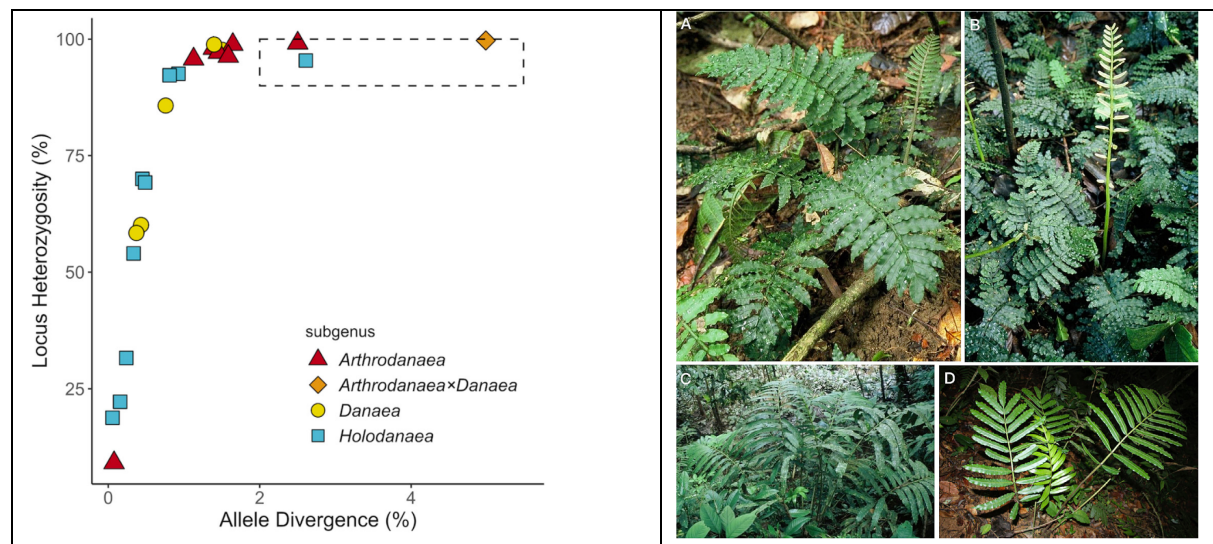 100
75
50
25
0
2
4
Locus Heterozygosity (%)
Allele Divergence (%)
subgenus
Arthrodanaea
Arthrodanaea×Danaea
Danaea
Holodanaea
A
B
C
D